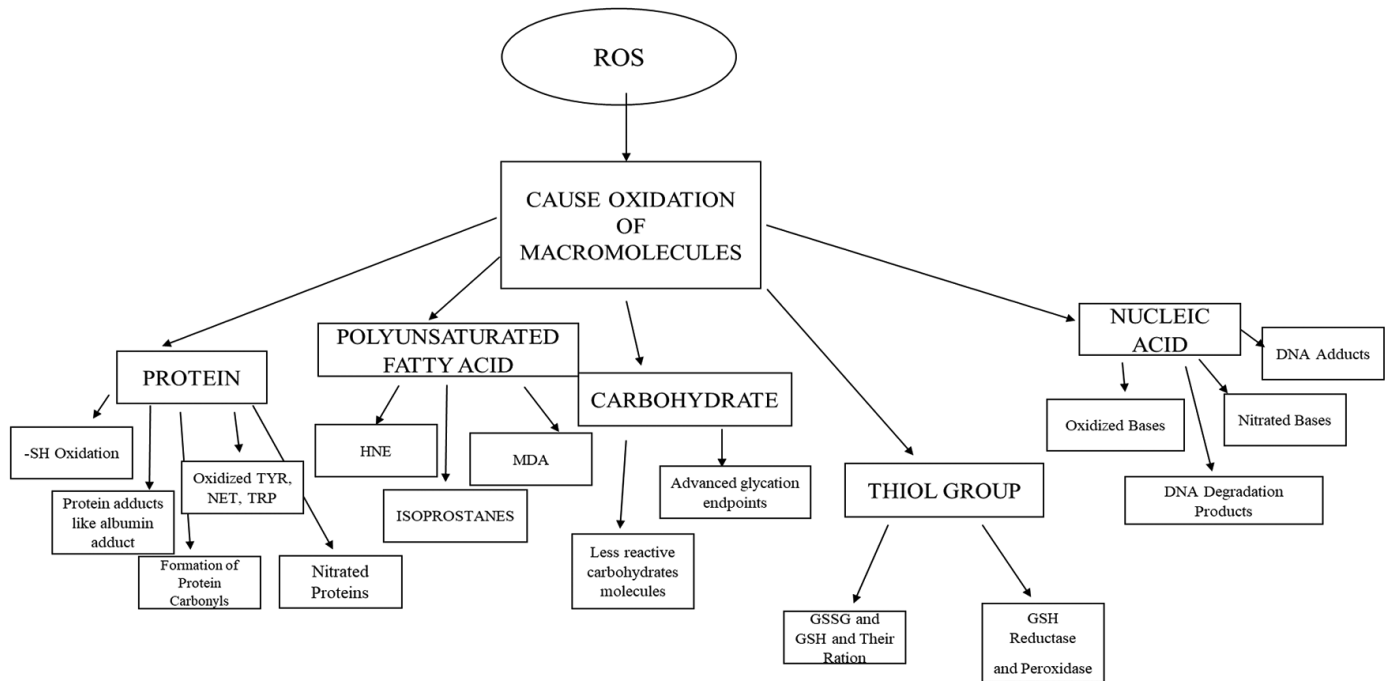 ROS
CAUSE OXIDATION
OF
MACROMOLECULES
PROTEIN
-SH Oxidation
Protein adducts
like albumin
adduct
Formation of
Protein
Carbonyls
Oxidized TYR,
NET, TRP
Nitrated
Proteins
POLYUNSATURATED
FATTY ACID
HNE
ISOPROSTANES
MDA
CARBOHYDRATE
Less reactive
carbohydrates
molecules
Advanced glycation
endpoints
THIOL GROUP
GSSG and
GSH and Their
Ration
GSH
Reductase
and Peroxidase
NUCLEIC
ACID
Oxidized Bases
DNA Degradation
Products
Nitrated Bases
DNA Adducts